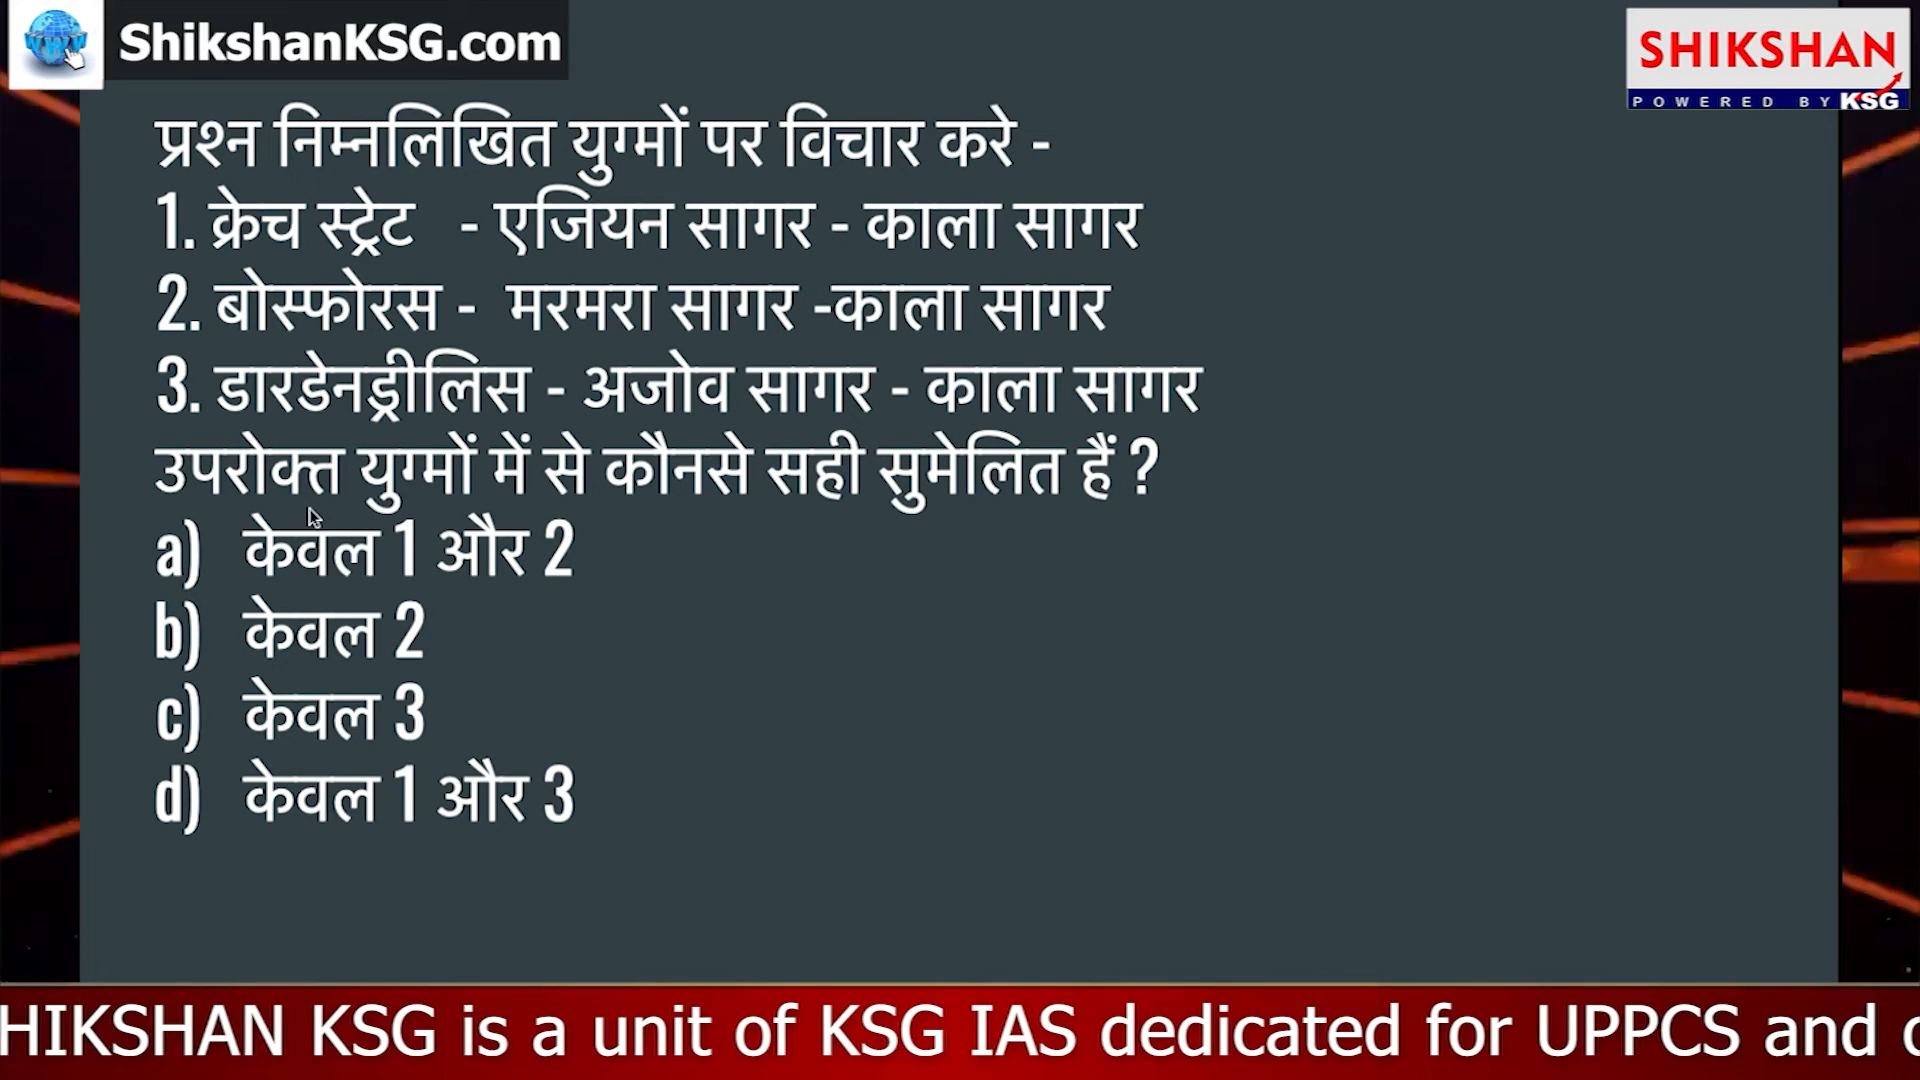 ShikshanKSG.com
SHIKSHAN
POWERED BY KSG
प्रश्न निम्नलिखित युग्मों पर विचार करे -
1. क्रेच स्ट्रेट - एजियन सागर - काला सागर
2. बोस्फोरस - मरमरा सागर -काला सागर
3. डारडेनड्रीलिस - अजोव सागर - काला सागर
उपरोक्त युग्मों में से कौनसे सही सुमेलित हैं ?
a) केवल 1 और 2
b) केवल 2
c) केवल 3
d) केवल 1 और 3
HIKSHAN KSG is a unit of KSG IAS dedicated for UPPCS and